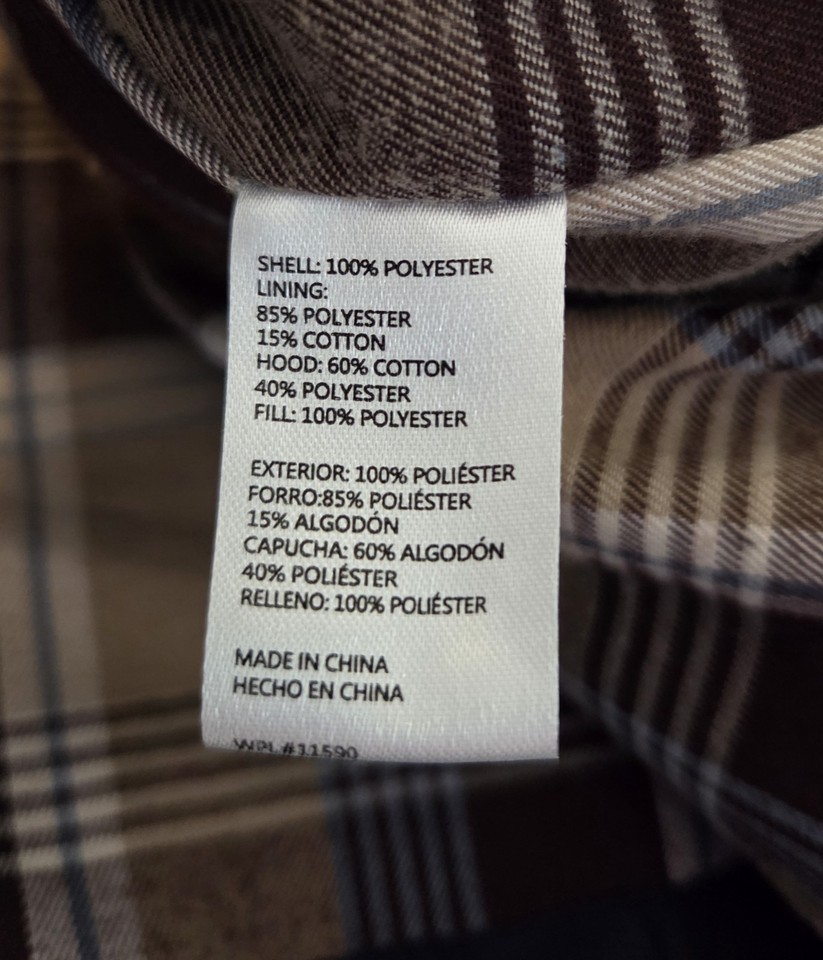 SHELL: 100% POLYESTER
LINING:
85% POLYESTER
15% COTTON
HOOD: 60% COTTON
40% POLYESTER
FILL: 100% POLYESTER
EXTERIOR: 100% POLIÉSTER
FORRO:85% POLIÉSTER
15% ALGODÓN
CAPUCHA: 60% ALGODÓN
40% POLIÉSTER
RELLENO: 100% POLIÉSTER
MADE IN CHINA
HECHO EN CHINA
WPL #11590